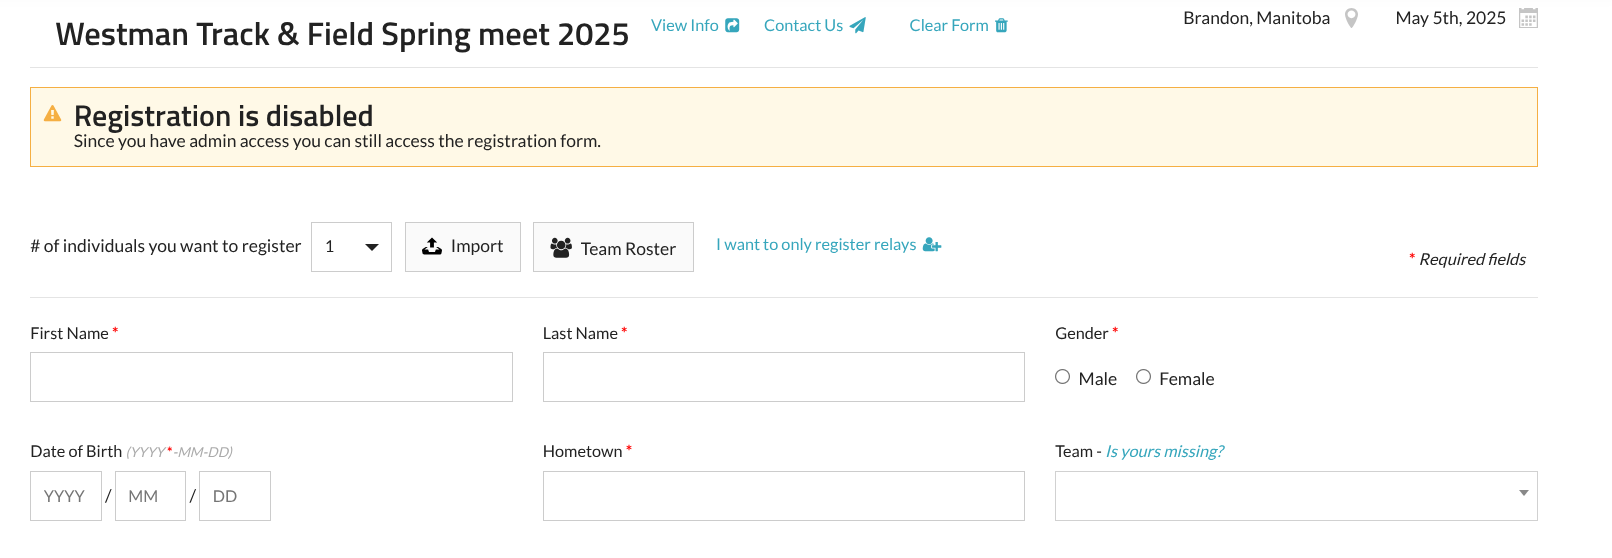 Westman Track & Field Spring meet 2025 View Info Contact Us Clear Form Brandon, Manitoba May 5th, 2025
Registration is disabled
Since you have admin access you can still access the registration form.
# of individuals you want to register 1 Import Team Roster I want to only register relays
* Required fields
First Name * Last Name * Gender *
Male Female
Date of Birth (YYYY*-MM-DD) Hometown * Team - Is yours missing?
YYYY / MM / DD